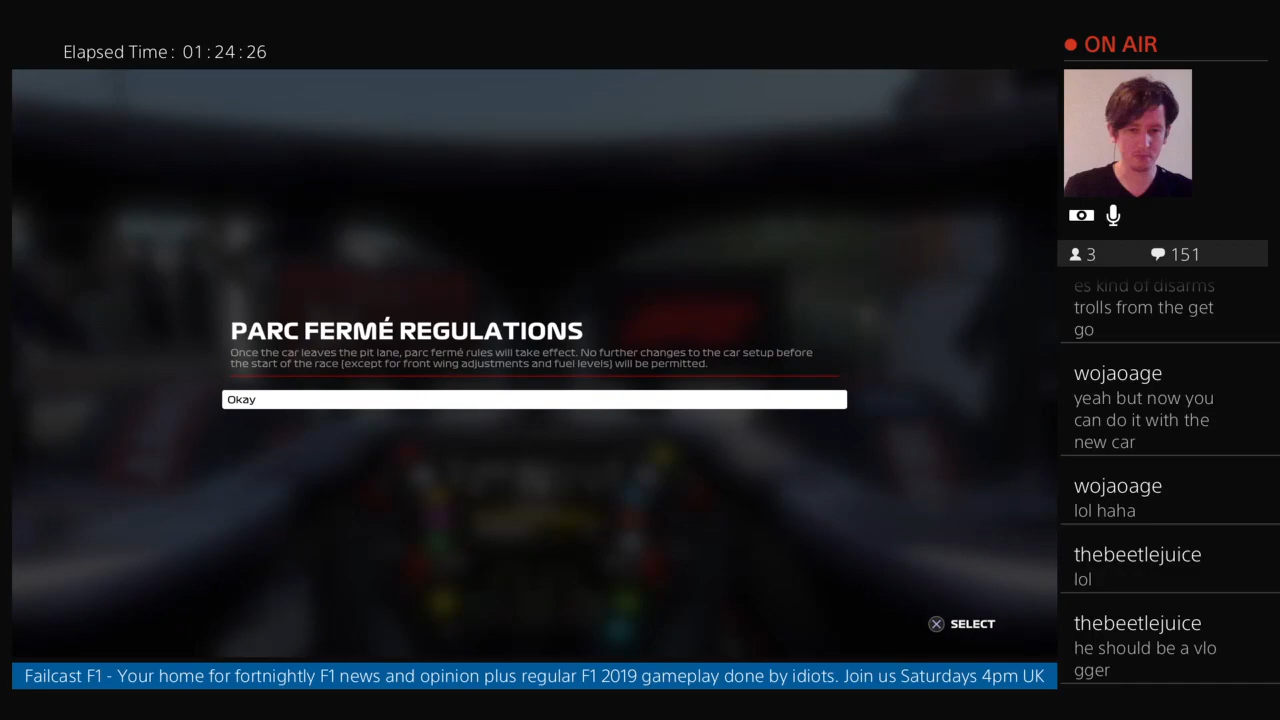 Elapsed Time: 01:24:26
ON AIR
3 151
es kind of disarms
trolls from the get
go
wojaoage
yeah but now you
can do it with the
new car
wojaoage
lol haha
thebeetlejuice
lol
thebeetlejuice
he should be a vlo
gger
PARC FERMÉ REGULATIONS
Once the car leaves the pit lane, parc fermé rules will take effect. No further changes to the car setup before
the start of the race (except for front wing adjustments and fuel levels) will be permitted.
Okay
SELECT
Failcast F1 - Your home for fortnightly F1 news and opinion plus regular F1 2019 gameplay done by idiots. Join us Saturdays 4pm UK